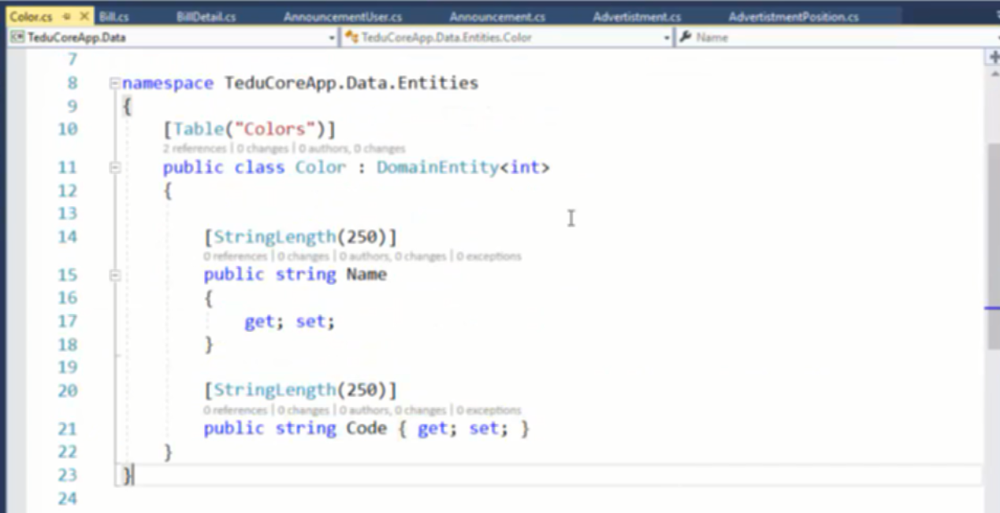 Color.cs Bill.cs BillDetail.cs AnnouncementUser.cs Announcement.cs Advertistment.cs AdvertistmentPosition.cs
TeduCoreApp.Data TeduCoreApp.Data.Entities.Color Name
7
8 namespace TeduCoreApp.Data.Entities
9 {
10 [Table("Colors")]
2 references | 0 changes | 0 authors, 0 changes
11 public class Color : DomainEntity<int>
12 {
13
14 [StringLength(250)]
0 references | 0 changes | 0 authors, 0 changes | 0 exceptions
15 public string Name
16 {
17 get; set;
18 }
19
20 [StringLength(250)]
0 references | 0 changes | 0 authors, 0 changes | 0 exceptions
21 public string Code { get; set; }
22 }
23 }
24